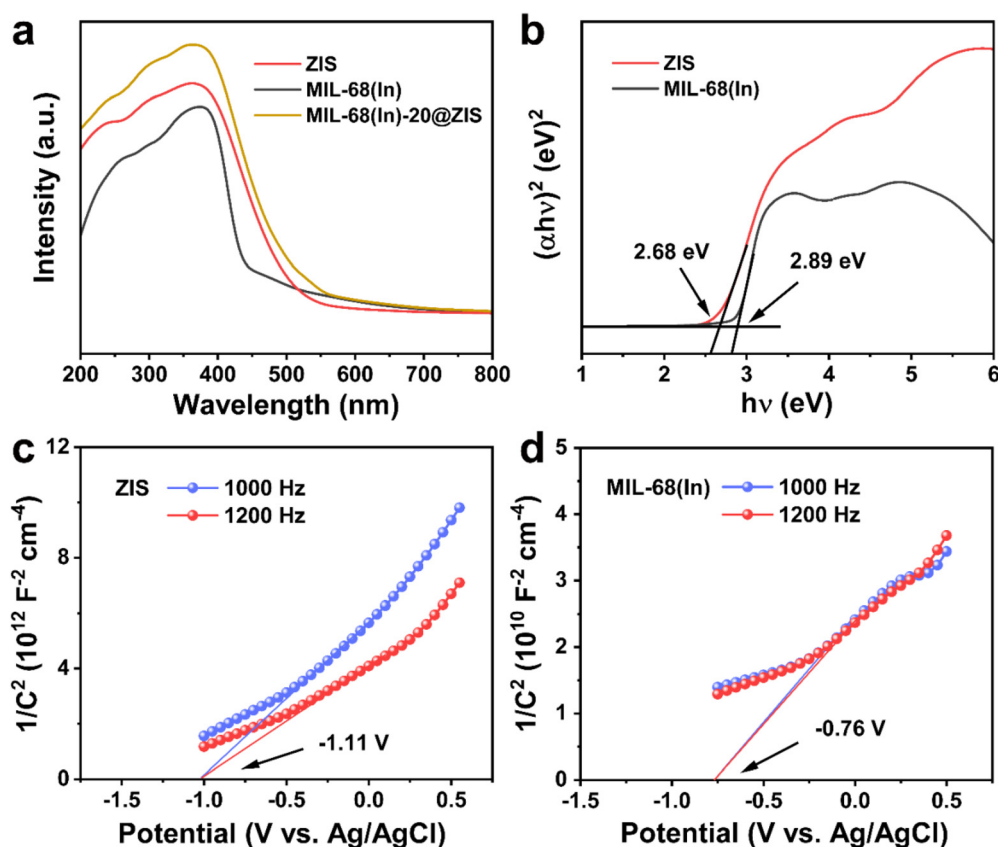 a
ZIS
MIL-68(In)
MIL-68(In)-20@ZIS
Intensity (a.u.)
200 300 400 500 600 700 800
Wavelength (nm)
b
ZIS
MIL-68(In)
2.68 eV
2.89 eV
(αhν)² (eV)²
1 2 3 4 5 6
hν (eV)
c
ZIS
1000 Hz
1200 Hz
12
8
4
0
1/C² (10¹² F⁻² cm⁻⁴)
-1.11 V
-1.5 -1.0 -0.5 0.0 0.5
Potential (V vs. Ag/AgCl)
d
MIL-68(In)
1000 Hz
1200 Hz
5
4
3
2
1
0
1/C² (10¹⁰ F⁻² cm⁻⁴)
-0.76 V
-1.5 -1.0 -0.5 0.0 0.5
Potential (V vs. Ag/AgCl)